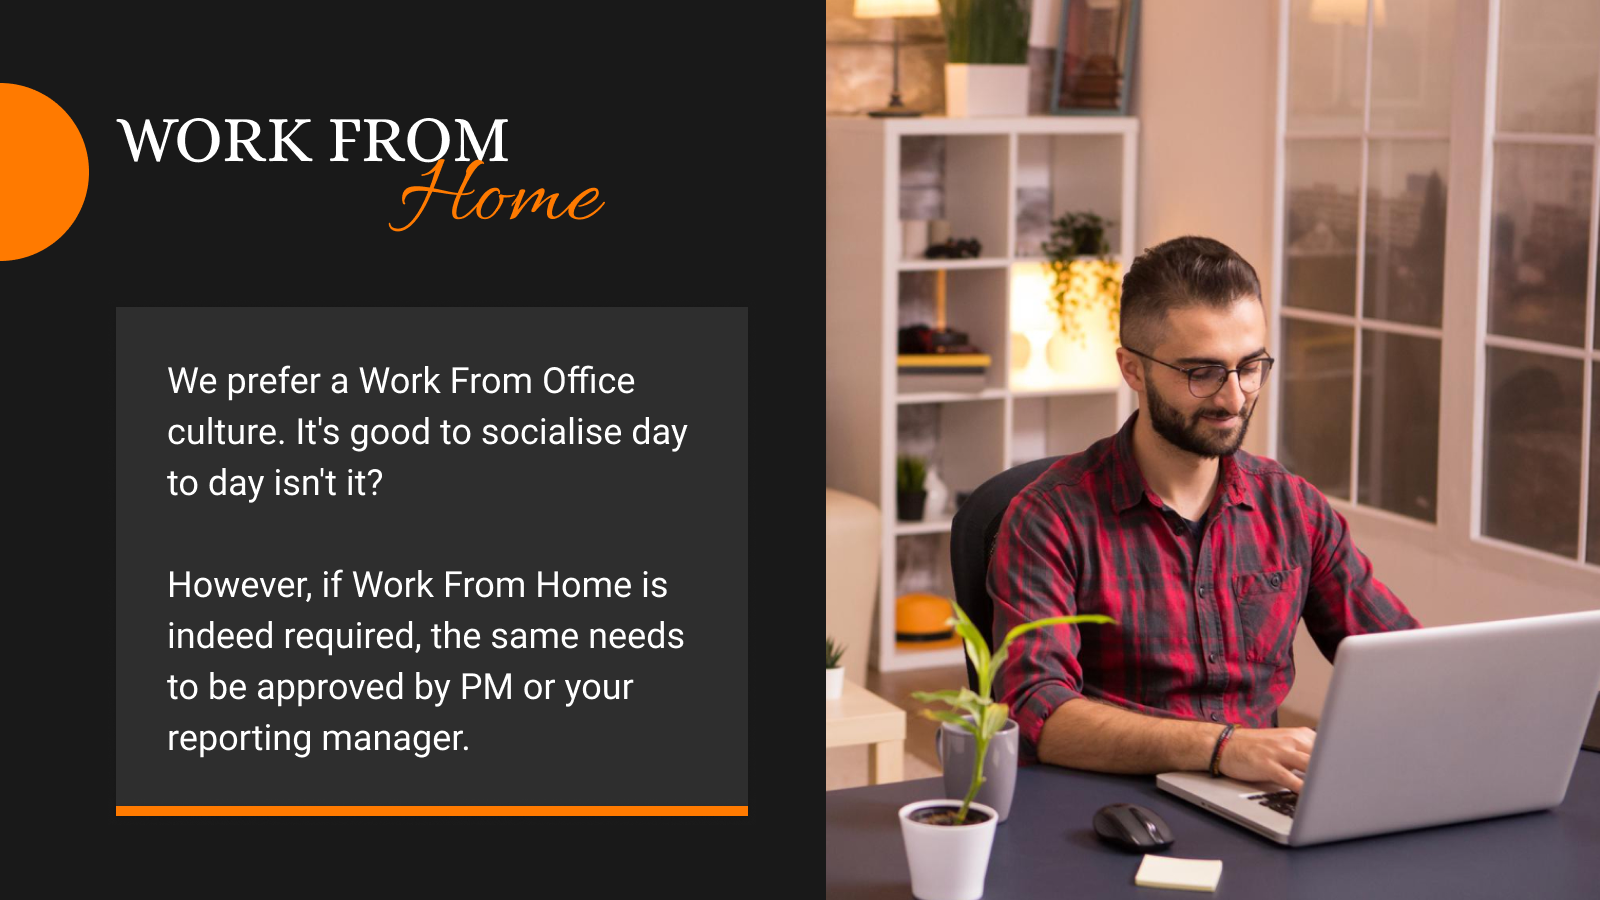 WORK FROM
Home
We prefer a Work From Office
culture. It's good to socialise day
to day isn't it?
However, if Work From Home is
indeed required, the same needs
to be approved by PM or your
reporting manager.